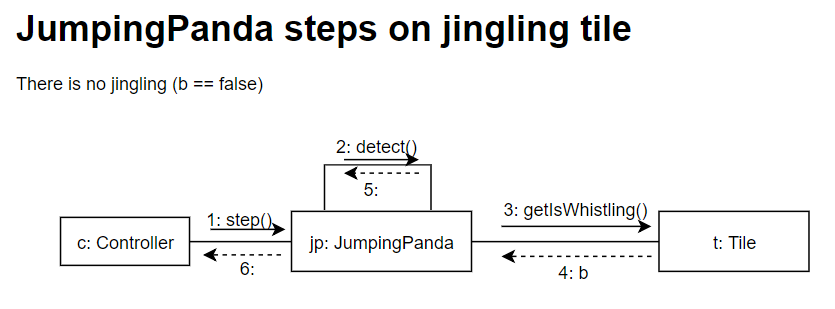 JumpingPanda steps on jingling tile
There is no jingling (b == false)
2: detect()
5:
1: step()
3: getIsWhistling()
c: Controller
jp: JumpingPanda
t: Tile
6:
4: b